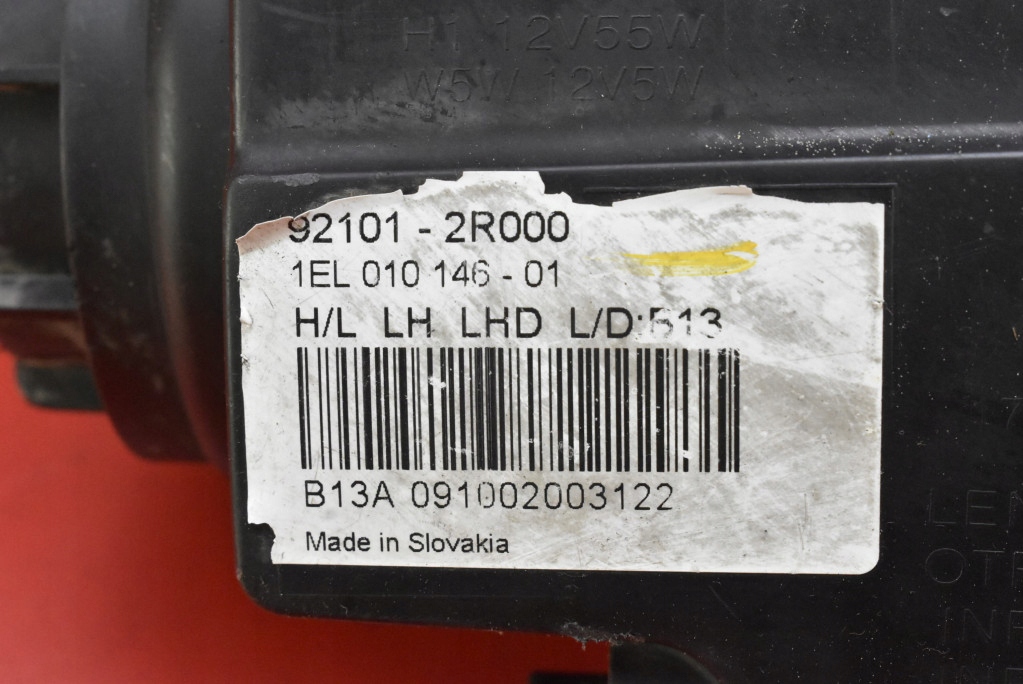 H1 12V55W
W5W 12V5W
92101 - 2R000
1EL 010 146 - 01
H/L LH LHD L/D:B13
B13A 091002003122
Made in Slovakia